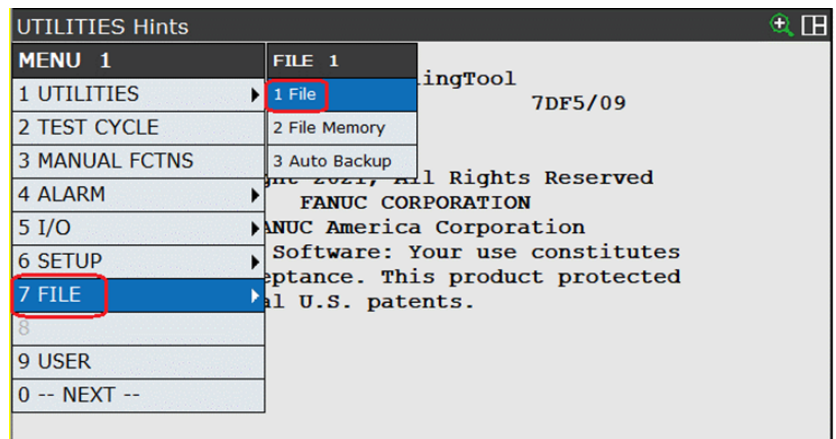 UTILITIES Hints
MENU 1
1 UTILITIES
2 TEST CYCLE
3 MANUAL FCTNS
4 ALARM
5 I/O
6 SETUP
7 FILE
8
9 USER
0 -- NEXT --
FILE 1
1 File
2 File Memory
3 Auto Backup
ingTool
7DF5/09
2021, All Rights Reserved
FANUC CORPORATION
ANUC America Corporation
Software: Your use constitutes
eptance. This product protected
al U.S. patents.